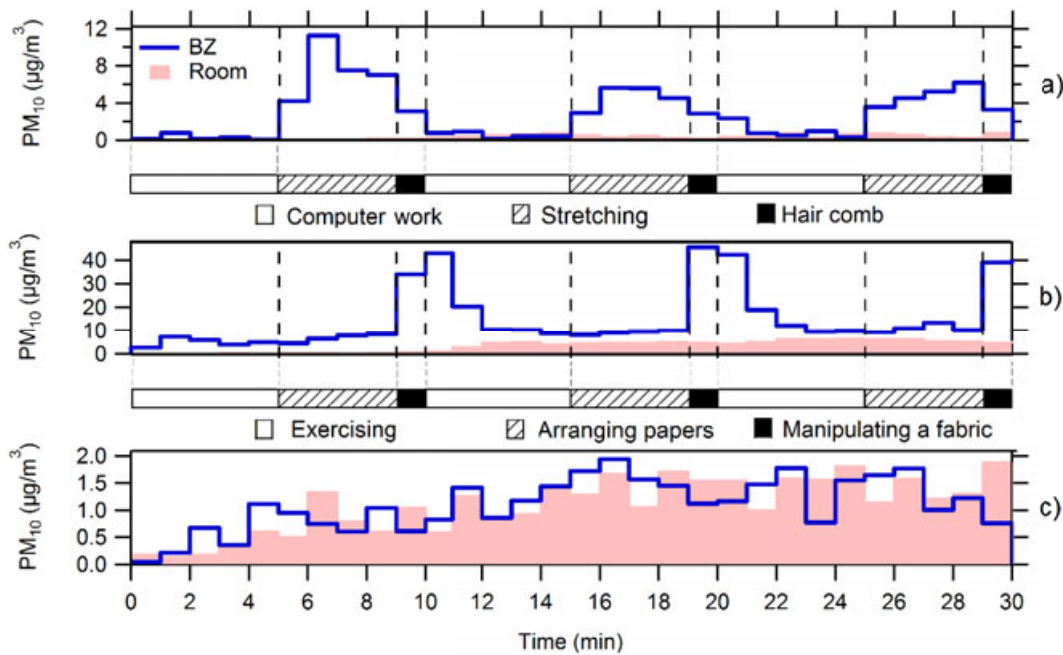 12
8
4
0
PM10 (µg/m3)
BZ
Room
a)
Computer work Stretching Hair comb
40
30
20
10
0
PM10 (µg/m3)
b)
Exercising Arranging papers Manipulating a fabric
2.0
1.5
1.0
0.5
0.0
PM10 (µg/m3)
c)
0 2 4 6 8 10 12 14 16 18 20 22 24 26 28 30
Time (min)